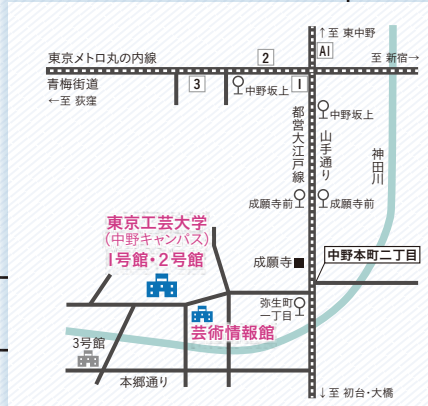 ↑至 東中野
A1
東京メトロ丸の内線
2
至 新宿→
青梅街道
←至 荻窪
3
中野坂上
1
中野坂上
都営大江戸線
山手通り
神田川
成願寺前
成願寺前
東京工芸大学
(中野キャンパス)
1号館・2号館
成願寺
中野本町二丁目
弥生町
一丁目
芸術情報館
3号館
本郷通り
↓至 初台・大橋